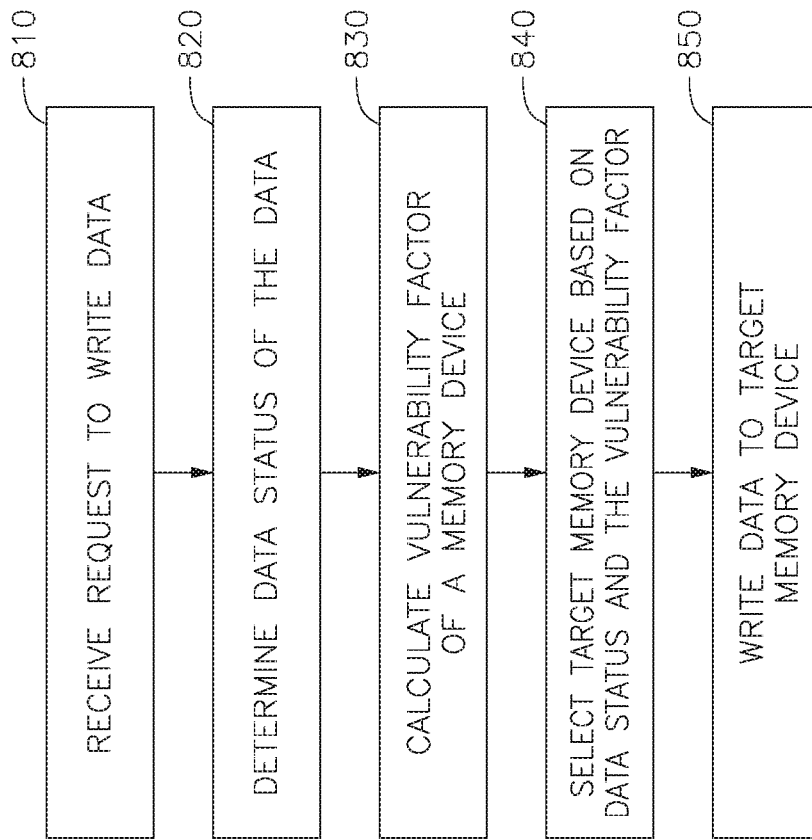 810
RECEIVE REQUEST TO WRITE DATA
820
DETERMINE DATA STATUS OF THE DATA
830
CALCULATE VULNERABILITY FACTOR
OF A MEMORY DEVICE
840
SELECT TARGET MEMORY DEVICE BASED ON
DATA STATUS AND THE VULNERABILITY FACTOR
850
WRITE DATA TO TARGET
MEMORY DEVICE